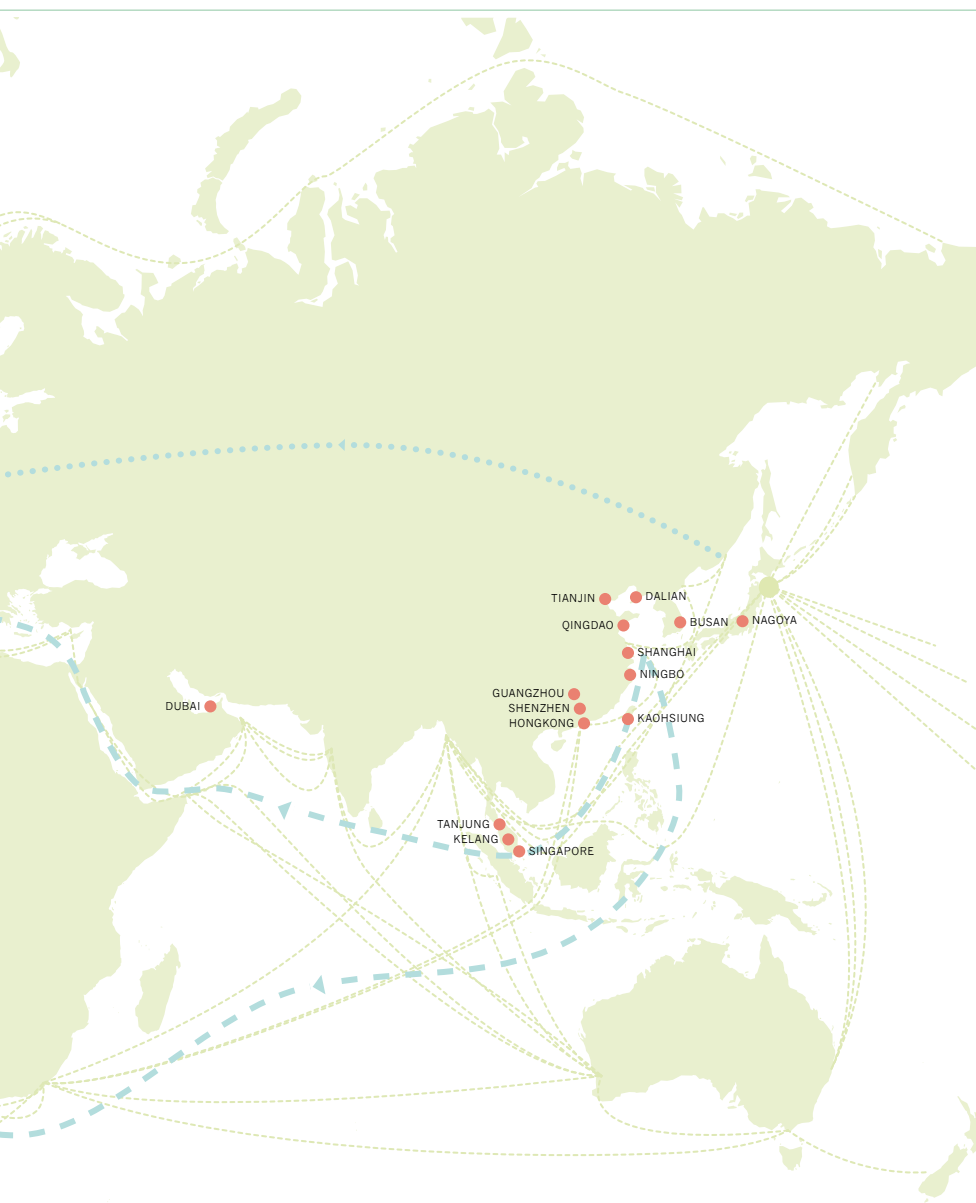 TIANJIN
DALIAN
QINGDAO
BUSAN
NAGOYA
SHANGHAI
NINGBO
GUANGZHOU
DUBAI
SHENZHEN
HONGKONG
KAOHSIUNG
TANJUNG
KELANG
SINGAPORE